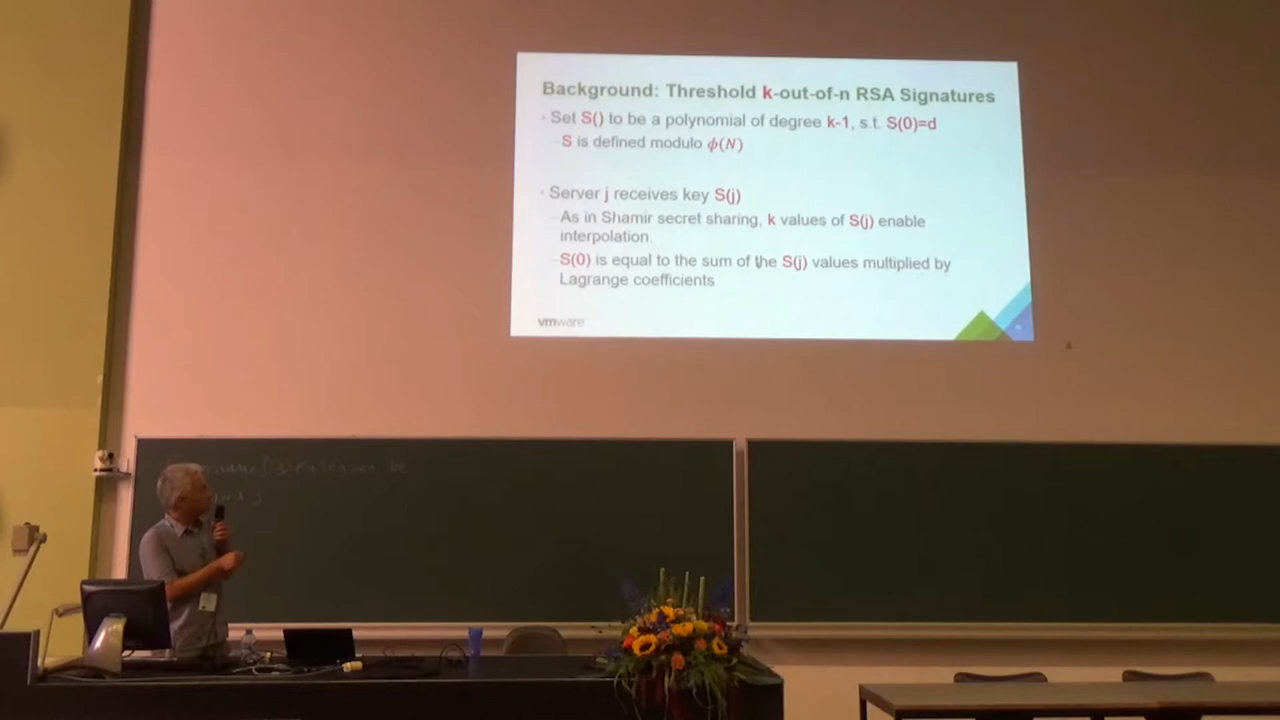 Background: Threshold k-out-of-n RSA Signatures
Set S() to be a polynomial of degree k-1, s.t. S(0)=d
S is defined modulo ϕ(N)
Server j receives key S(j)
As in Shamir secret sharing, k values of S(j) enable
interpolation.
S(0) is equal to the sum of the S(j) values multiplied by
Lagrange coefficients
vmware